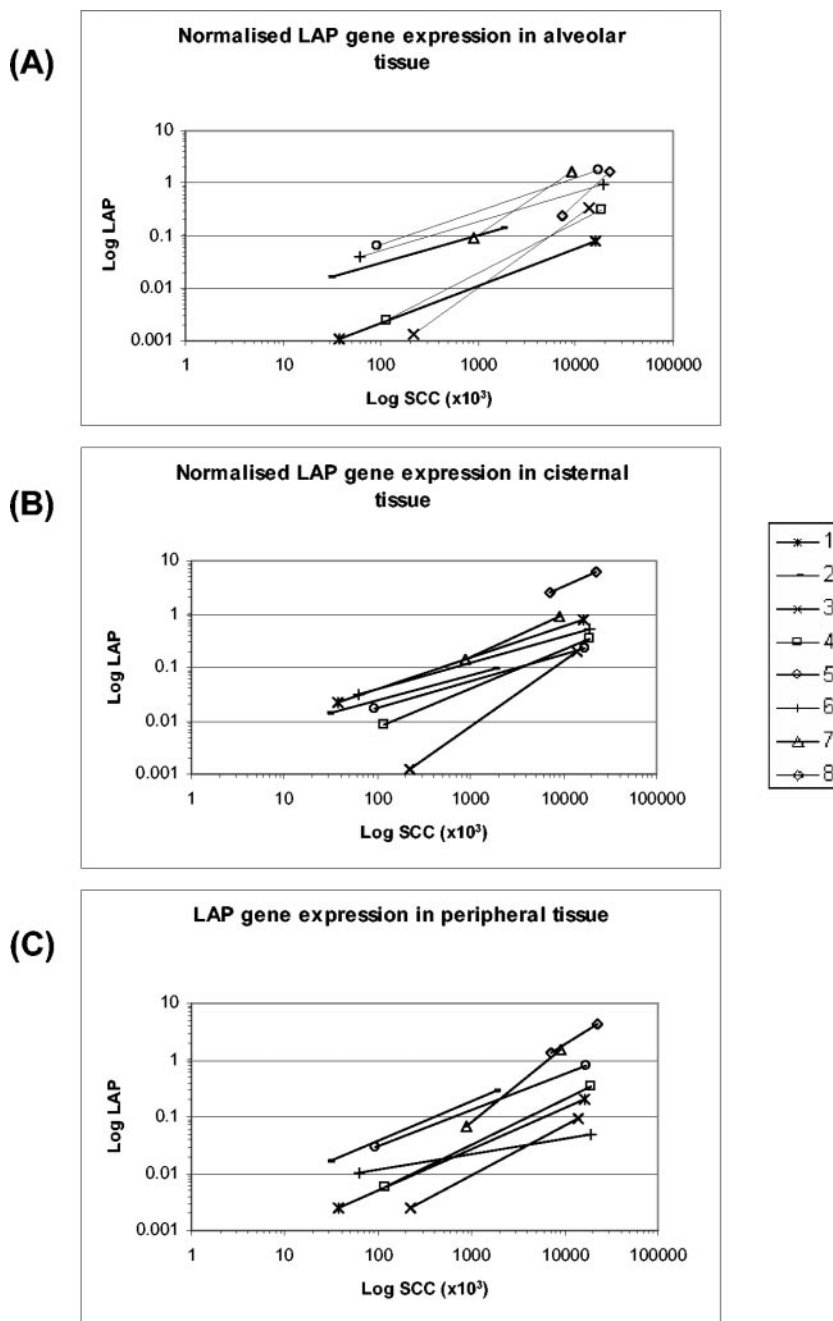 (A)
Normalised LAP gene expression in alveolar
tissue
10
1
0.1
0.01
0.001
Log LAP
1 10 100 1000 10000 100000
Log SCC (x10³)
(B)
Normalised LAP gene expression in cisternal
tissue
10
1
0.1
0.01
0.001
Log LAP
1 10 100 1000 10000 100000
Log SCC (x10³)
1
2
3
4
5
6
7
8
(C)
LAP gene expression in peripheral tissue
10
1
0.1
0.01
0.001
Log LAP
1 10 100 1000 10000 100000
Log SCC (x10³)